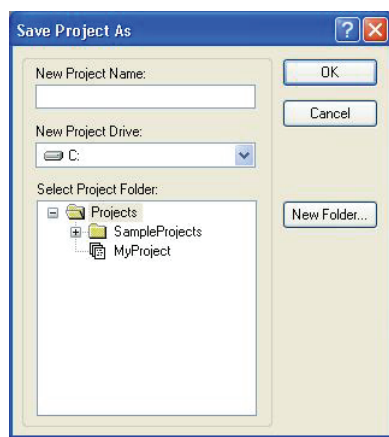 Save Project As
New Project Name:
OK
Cancel
New Project Drive:
C:
Select Project Folder:
Projects
New Folder...
SampleProjects
MyProject